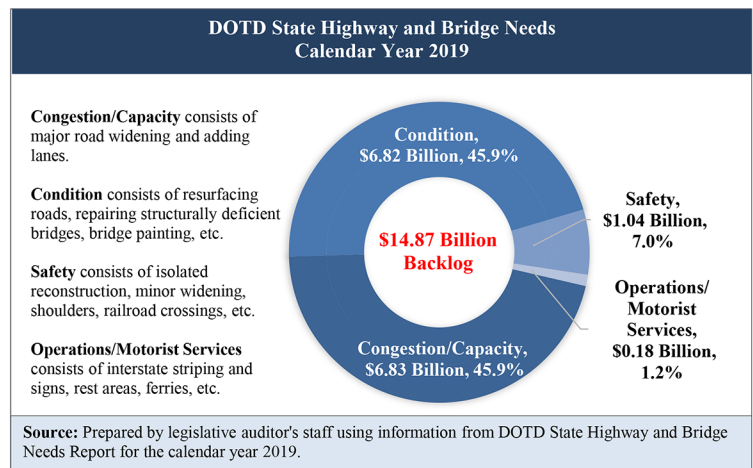 DOTD State Highway and Bridge Needs
Calendar Year 2019
Congestion/Capacity consists of
major road widening and adding
lanes.
Condition consists of resurfacing
roads, repairing structurally deficient
bridges, bridge painting, etc.
Safety consists of isolated
reconstruction, minor widening,
shoulders, railroad crossings, etc.
Operations/Motorist Services
consists of interstate striping and
signs, rest areas, ferries, etc.
Condition,
$6.82 Billion, 45.9%
$14.87 Billion
Backlog
Congestion/Capacity,
$6.83 Billion, 45.9%
Safety,
$1.04 Billion,
7.0%
Operations/
Motorist
Services,
$0.18 Billion,
1.2%
Source: Prepared by legislative auditor's staff using information from DOTD State Highway and Bridge
Needs Report for the calendar year 2019.